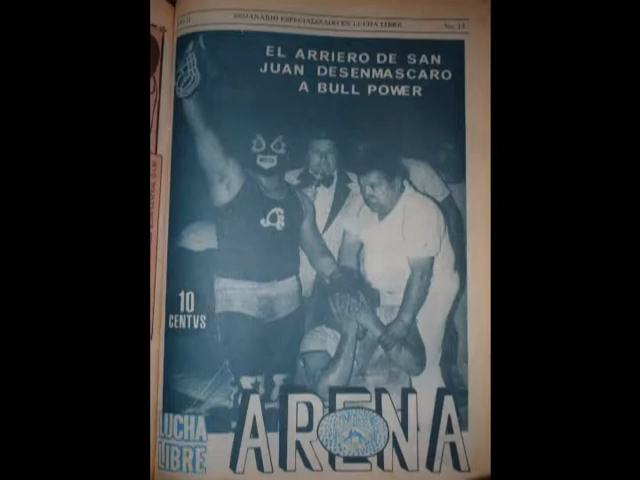 SEMANARIO ESPECIALIZADO EN LUCHA LIBRE
EL ARRIERO DE SAN
JUAN DESENMASCARO
A BULL POWER
10
CENTVS
LUCHA
LIBRE
ARENA